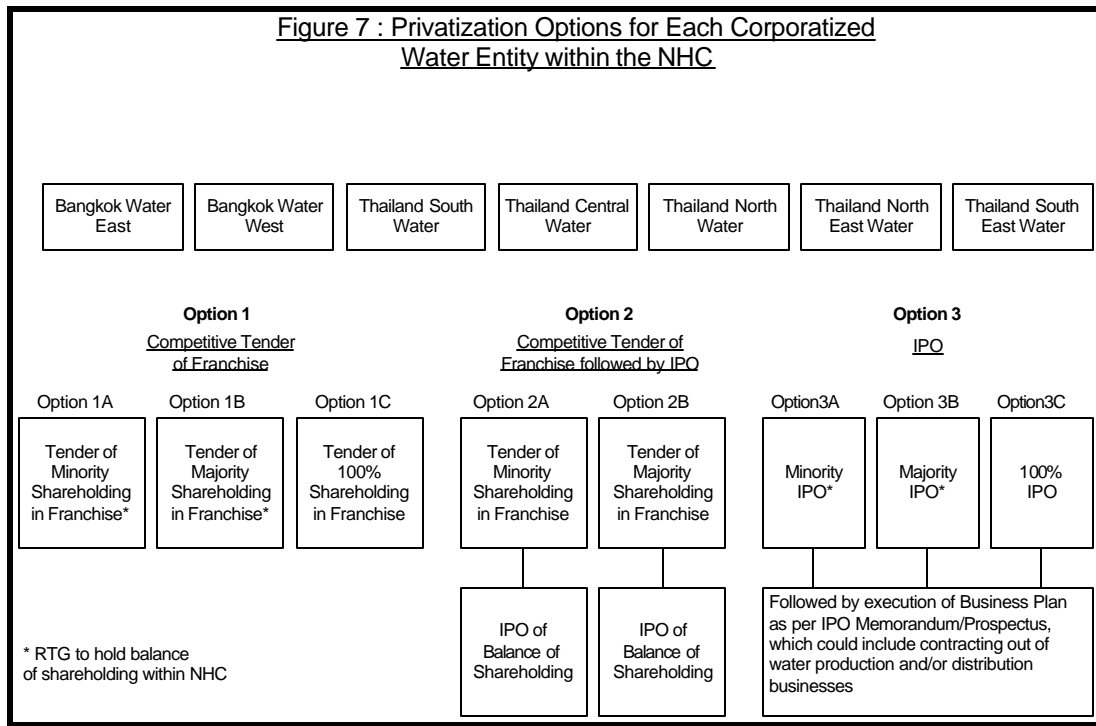 Figure 7 : Privatization Options for Each Corporatized
Water Entity within the NHC
Bangkok Water
East
Bangkok Water
West
Thailand South
Water
Thailand Central
Water
Thailand North
Water
Thailand North
East Water
Thailand South
East Water
Option 1
Competitive Tender
of Franchise
Option 2
Competitive Tender of
Franchise followed by IPO
Option 3
IPO
Option 1A
Tender of
Minority
Shareholding
in Franchise*
Option 1B
Tender of
Majority
Shareholding
in Franchise*
Option 1C
Tender of
100%
Shareholding
in Franchise
Option 2A
Tender of
Minority
Shareholding
in Franchise
Option 2B
Tender of
Majority
Shareholding
in Franchise
Option3A
Minority
IPO*
Option 3B
Majority
IPO*
Option3C
100%
IPO
IPO of
Balance of
Shareholding
IPO of
Balance of
Shareholding
Followed by execution of Business Plan
as per IPO Memorandum/Prospectus,
which could include contracting out of
water production and/or distribution
businesses
* RTG to hold balance
of shareholding within NHC